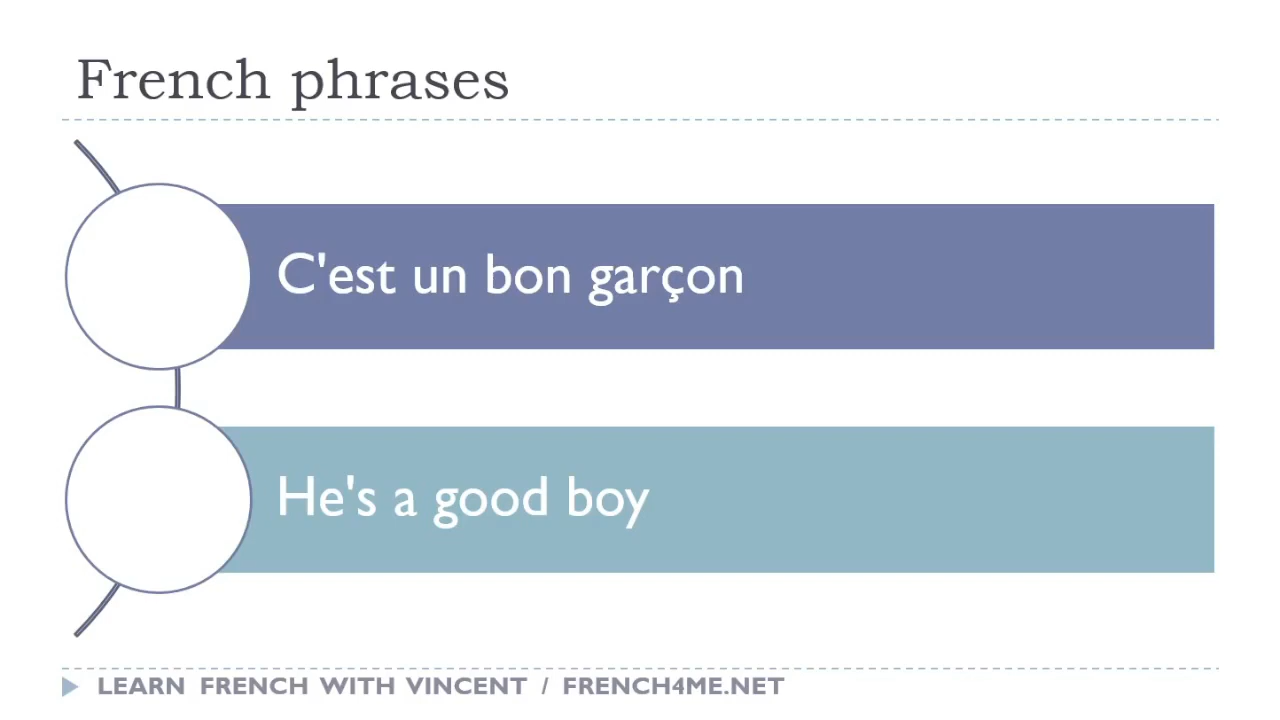 French phrases
C'est un bon garçon
He's a good boy
LEARN FRENCH WITH VINCENT / FRENCH4ME.NET